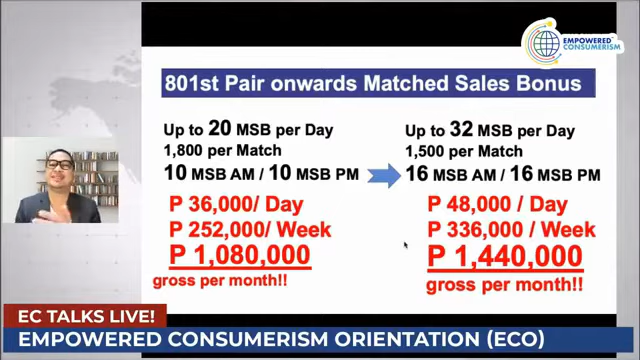 EMPOWERED
CONSUMERISM
801st Pair onwards Matched Sales Bonus
Up to 20 MSB per Day
1,800 per Match
10 MSB AM / 10 MSB PM
P 36,000/ Day
P 252,000/ Week
P 1,080,000
gross per month!!
Up to 32 MSB per Day
1,500 per Match
16 MSB AM / 16 MSB PM
P 48,000/ Day
P 336,000 / Week
P 1,440,000
gross per month!!
EC TALKS LIVE!
EMPOWERED CONSUMERISM ORIENTATION (ECO)